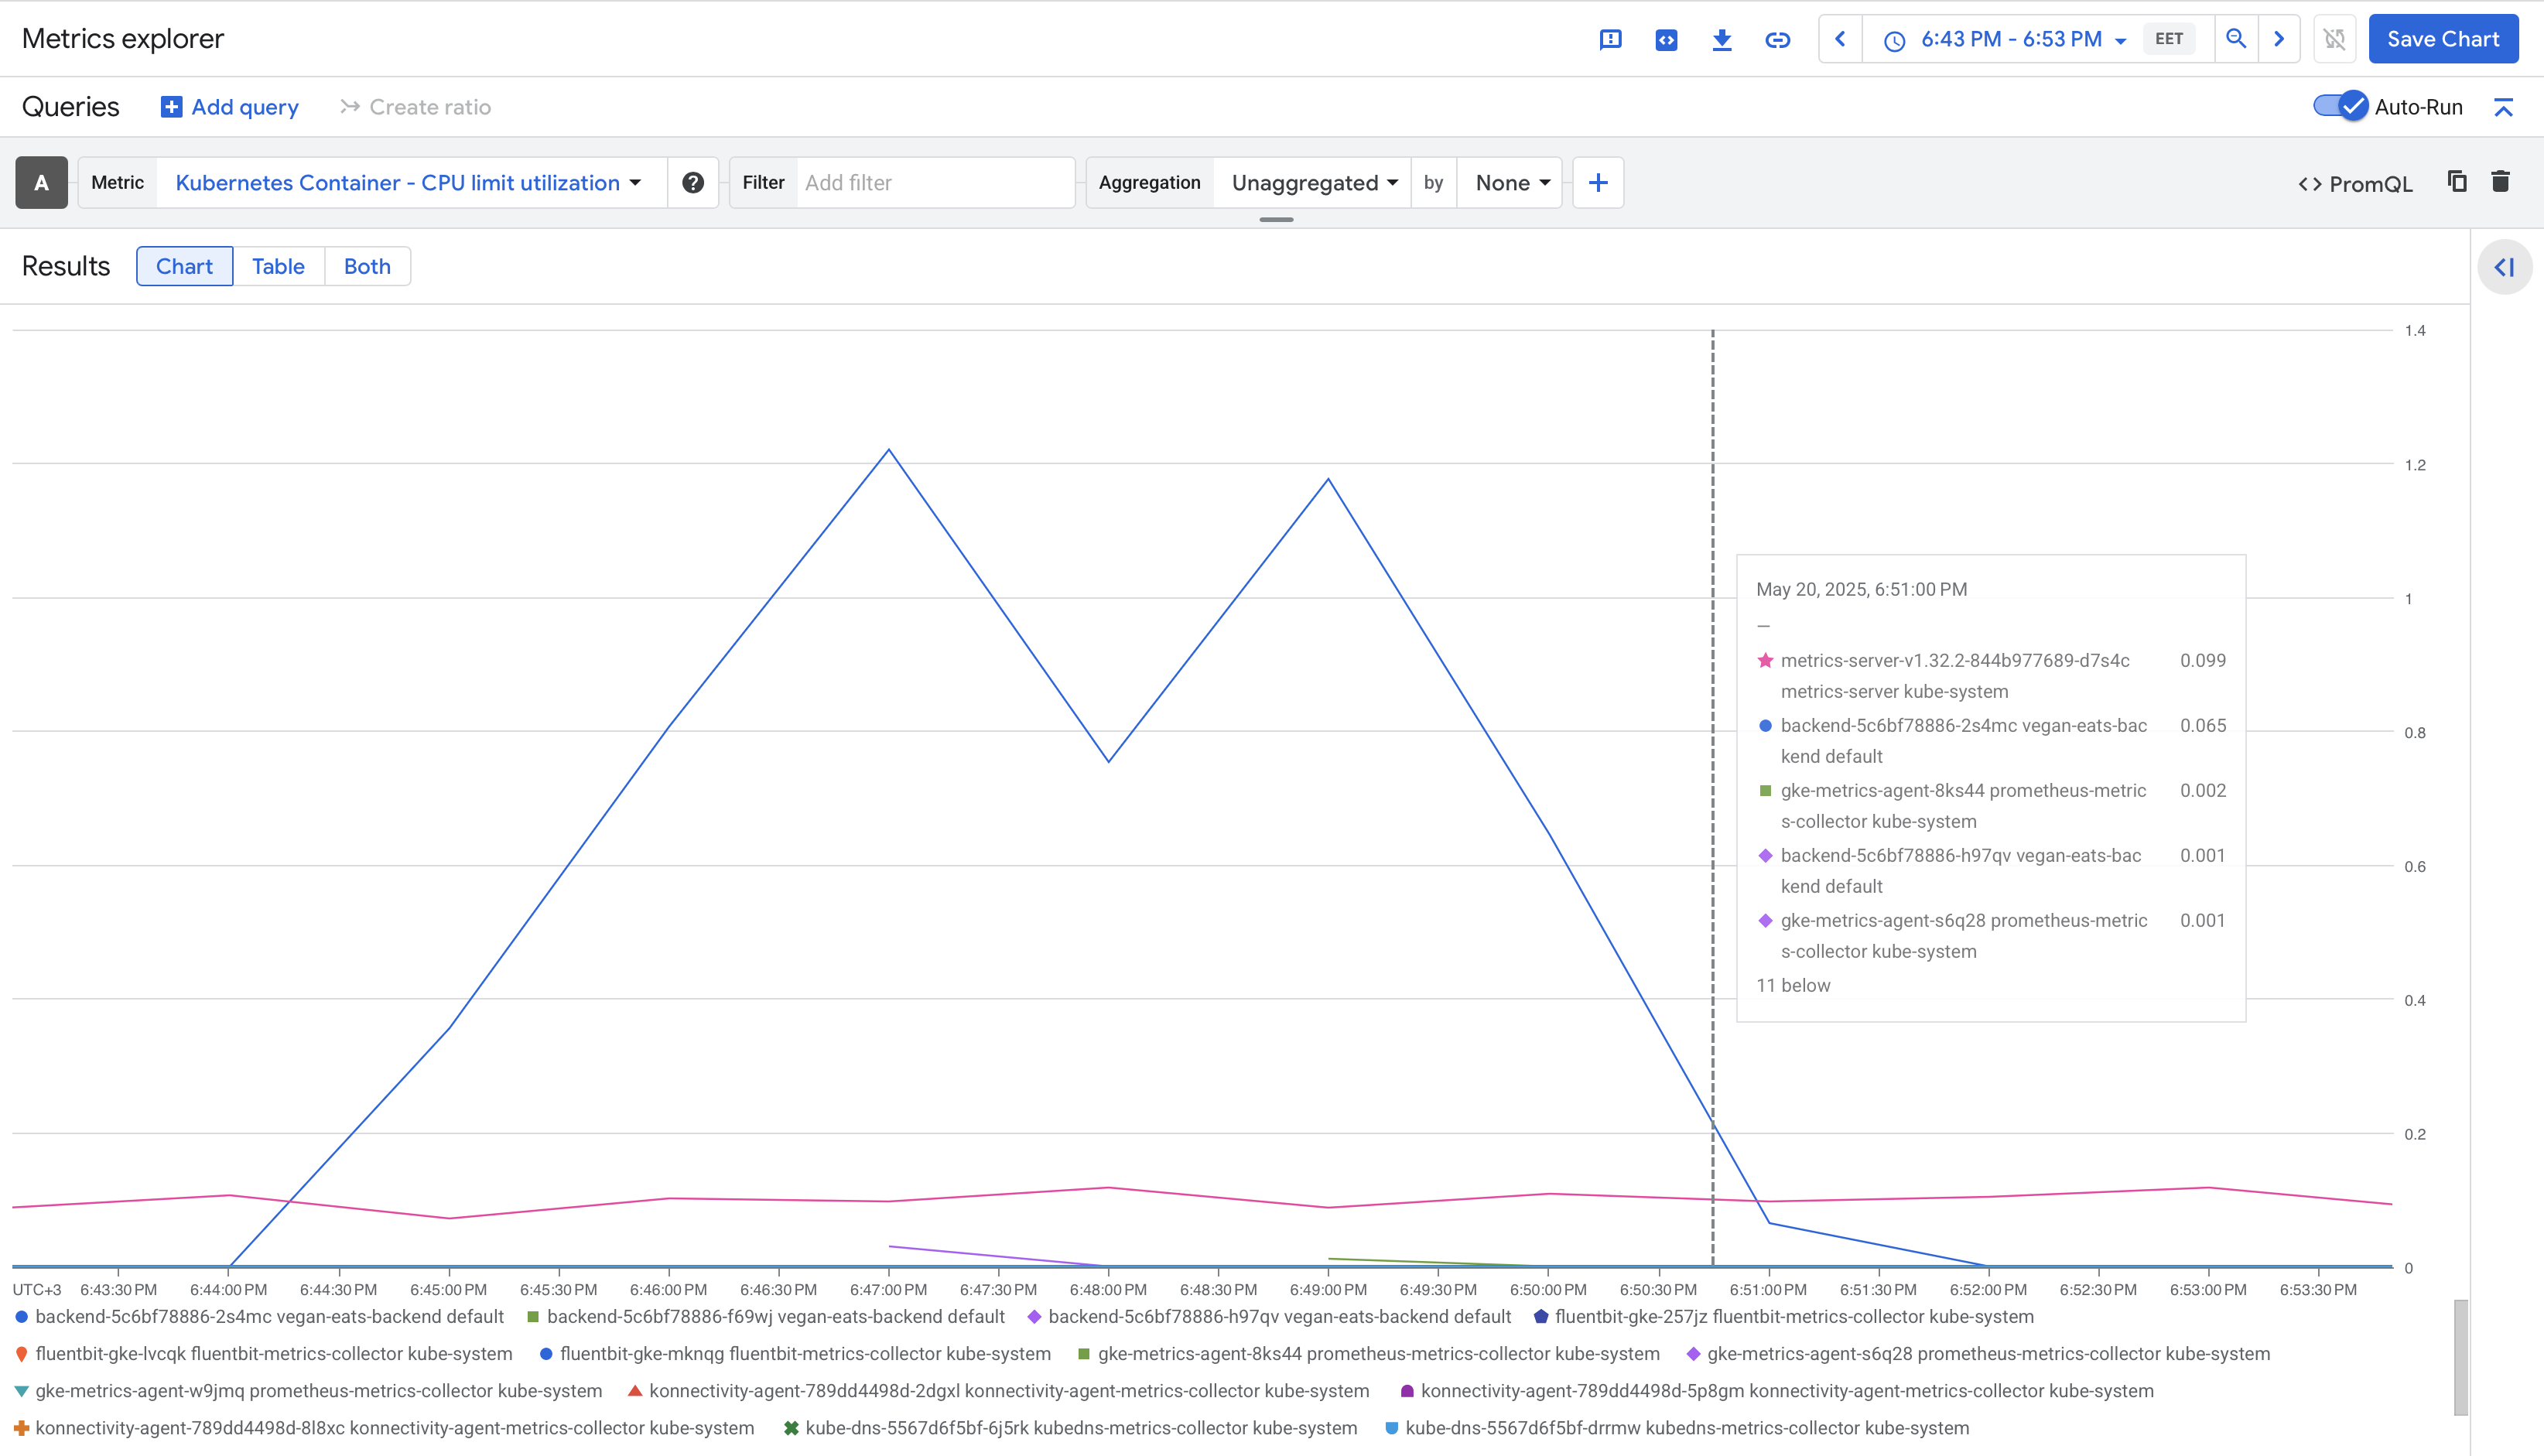 Metrics explorer
6:43 PM - 6:53 PM EET Save Chart
Queries Add query Create ratio Auto-Run
A Metric Kubernetes Container - CPU limit utilization Filter Add filter Aggregation Unaggregated by None PromQL
Results Chart Table Both
1.4
1.2
1
0.8
0.6
0.4
0.2
0
May 20, 2025, 6:51:00 PM
–
metrics-server-v1.32.2-844b977689-d7s4c 0.099
metrics-server kube-system
backend-5c6bf78886-2s4mc vegan-eats-bac 0.065
kend default
gke-metrics-agent-8ks44 prometheus-metric 0.002
s-collector kube-system
backend-5c6bf78886-h97qv vegan-eats-bac 0.001
kend default
gke-metrics-agent-s6q28 prometheus-metric 0.001
s-collector kube-system
11 below
UTC+3 6:43:30 PM 6:44:00 PM 6:44:30 PM 6:45:00 PM 6:45:30 PM 6:46:00 PM 6:46:30 PM 6:47:00 PM 6:47:30 PM 6:48:00 PM 6:48:30 PM 6:49:00 PM 6:49:30 PM 6:50:00 PM 6:50:30 PM 6:51:00 PM 6:51:30 PM 6:52:00 PM 6:52:30 PM 6:53:00 PM 6:53:30 PM
backend-5c6bf78886-2s4mc vegan-eats-backend default backend-5c6bf78886-f69wj vegan-eats-backend default backend-5c6bf78886-h97qv vegan-eats-backend default fluentbit-gke-257jz fluentbit-metrics-collector kube-system
fluentbit-gke-lvcqk fluentbit-metrics-collector kube-system fluentbit-gke-mknqg fluentbit-metrics-collector kube-system gke-metrics-agent-8ks44 prometheus-metrics-collector kube-system gke-metrics-agent-s6q28 prometheus-metrics-collector kube-system
gke-metrics-agent-w9jmq prometheus-metrics-collector kube-system konnectivity-agent-789dd4498d-2dgxl konnectivity-agent-metrics-collector kube-system konnectivity-agent-789dd4498d-5p8gm konnectivity-agent-metrics-collector kube-system
konnectivity-agent-789dd4498d-8l8xc konnectivity-agent-metrics-collector kube-system kube-dns-5567d6f5bf-6j5rk kubedns-metrics-collector kube-system kube-dns-5567d6f5bf-drrmw kubedns-metrics-collector kube-system